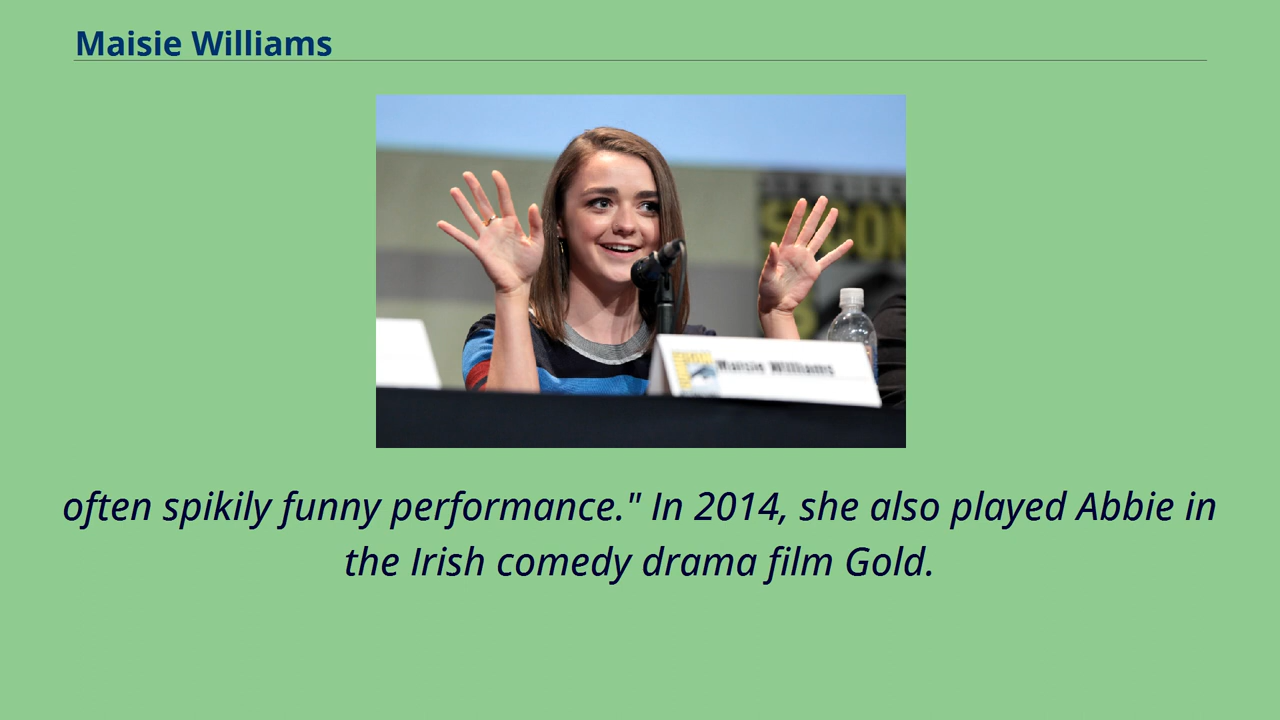 Maisie Williams
Maisie Williams
often spikily funny performance." In 2014, she also played Abbie in
the Irish comedy drama film Gold.